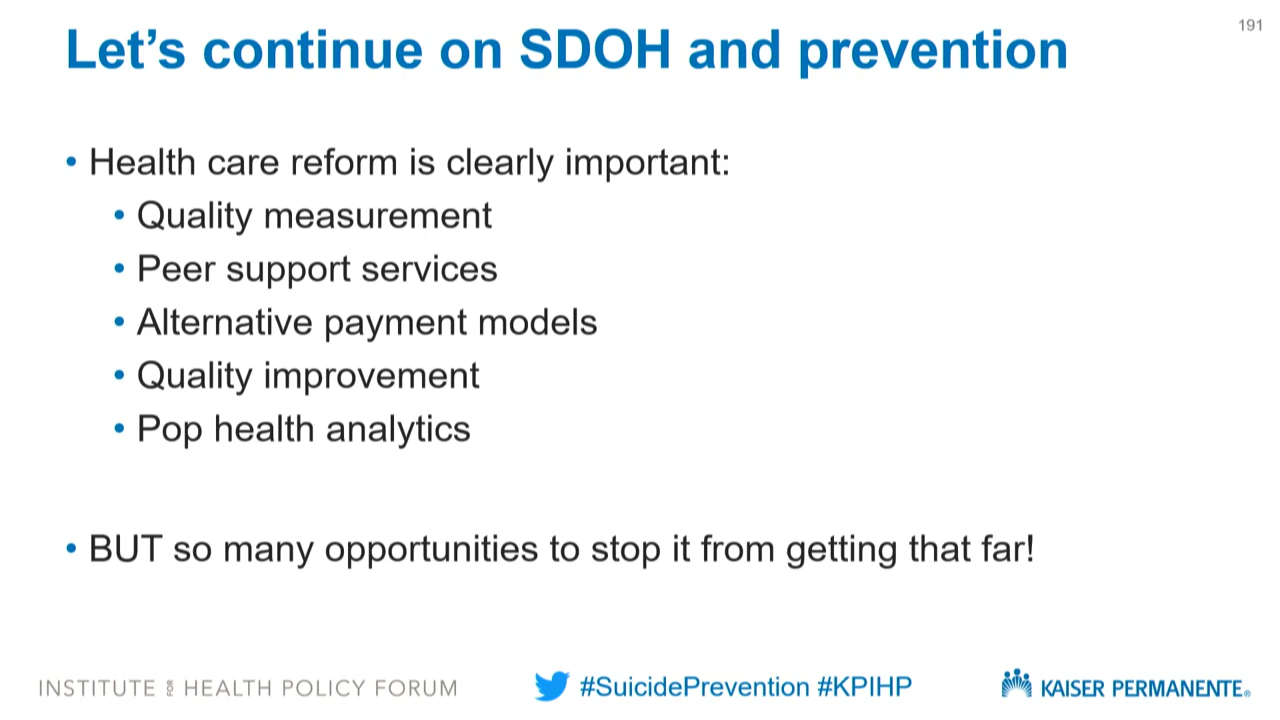 191
Let’s continue on SDOH and prevention
• Health care reform is clearly important:
• Quality measurement
• Peer support services
• Alternative payment models
• Quality improvement
• Pop health analytics
• BUT so many opportunities to stop it from getting that far!
INSTITUTE FOR HEALTH POLICY FORUM
#SuicidePrevention #KPIHP
KAISER PERMANENTE®